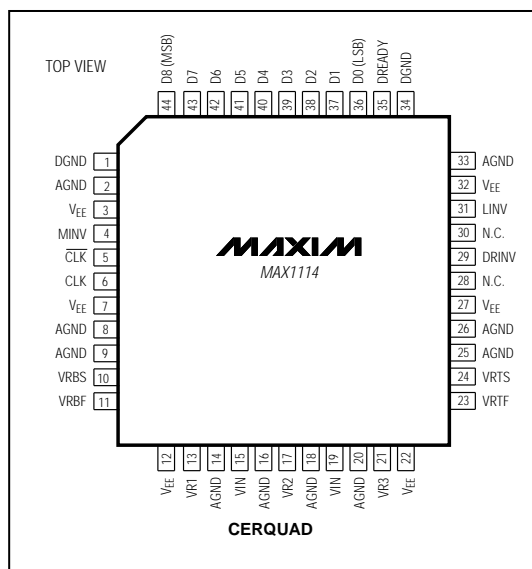 TOP VIEW
D8 (MSB)
D7
D6
D5
D4
D3
D2
D1
D0 (LSB)
DREADY
DGND
44
43
42
41
40
39
38
37
36
35
34
DGND 1
AGND 2
VEE 3
MINV 4
CLK 5
CLK 6
VEE 7
AGND 8
AGND 9
VRBS 10
VRBF 11
MAXIM
MAX1114
33 AGND
32 VEE
31 LINV
30 N.C.
29 DRINV
28 N.C.
27 VEE
26 AGND
25 AGND
24 VRTS
23 VRTF
12
13
14
15
16
17
18
19
20
21
22
VEE
VR1
AGND
VIN
AGND
VR2
AGND
VIN
AGND
VR3
VEE
CERQUAD